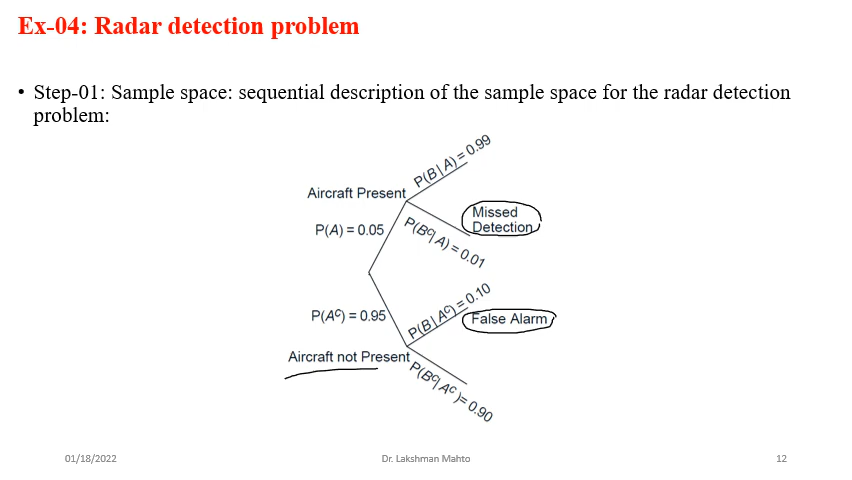 Ex-04: Radar detection problem
• Step-01: Sample space: sequential description of the sample space for the radar detection
problem:
P(B | A) = 0.99
Aircraft Present
Missed
Detection
P(A) = 0.05
P(Bᶜ| A) = 0.01
P(Aᶜ) = 0.95
P(B | Aᶜ) = 0.10
False Alarm
Aircraft not Present
P(Bᶜ| Aᶜ )= 0.90
01/18/2022
Dr. Lakshman Mahto
12